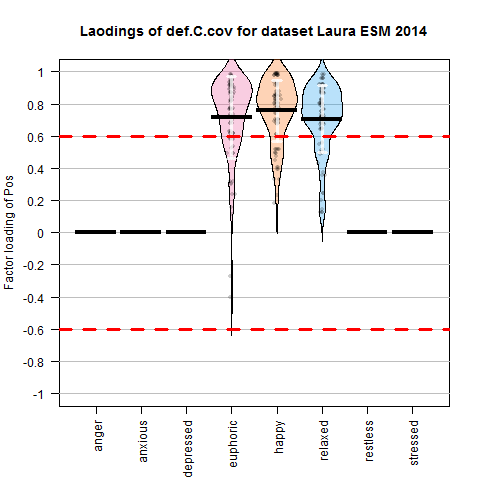 Laodings of def.C.cov for dataset Laura ESM 2014
Factor loading of Pos
1
0.8
0.6
0.4
0.2
0
-0.2
-0.4
-0.6
-0.8
-1
anger
anxious
depressed
euphoric
happy
relaxed
restless
stressed